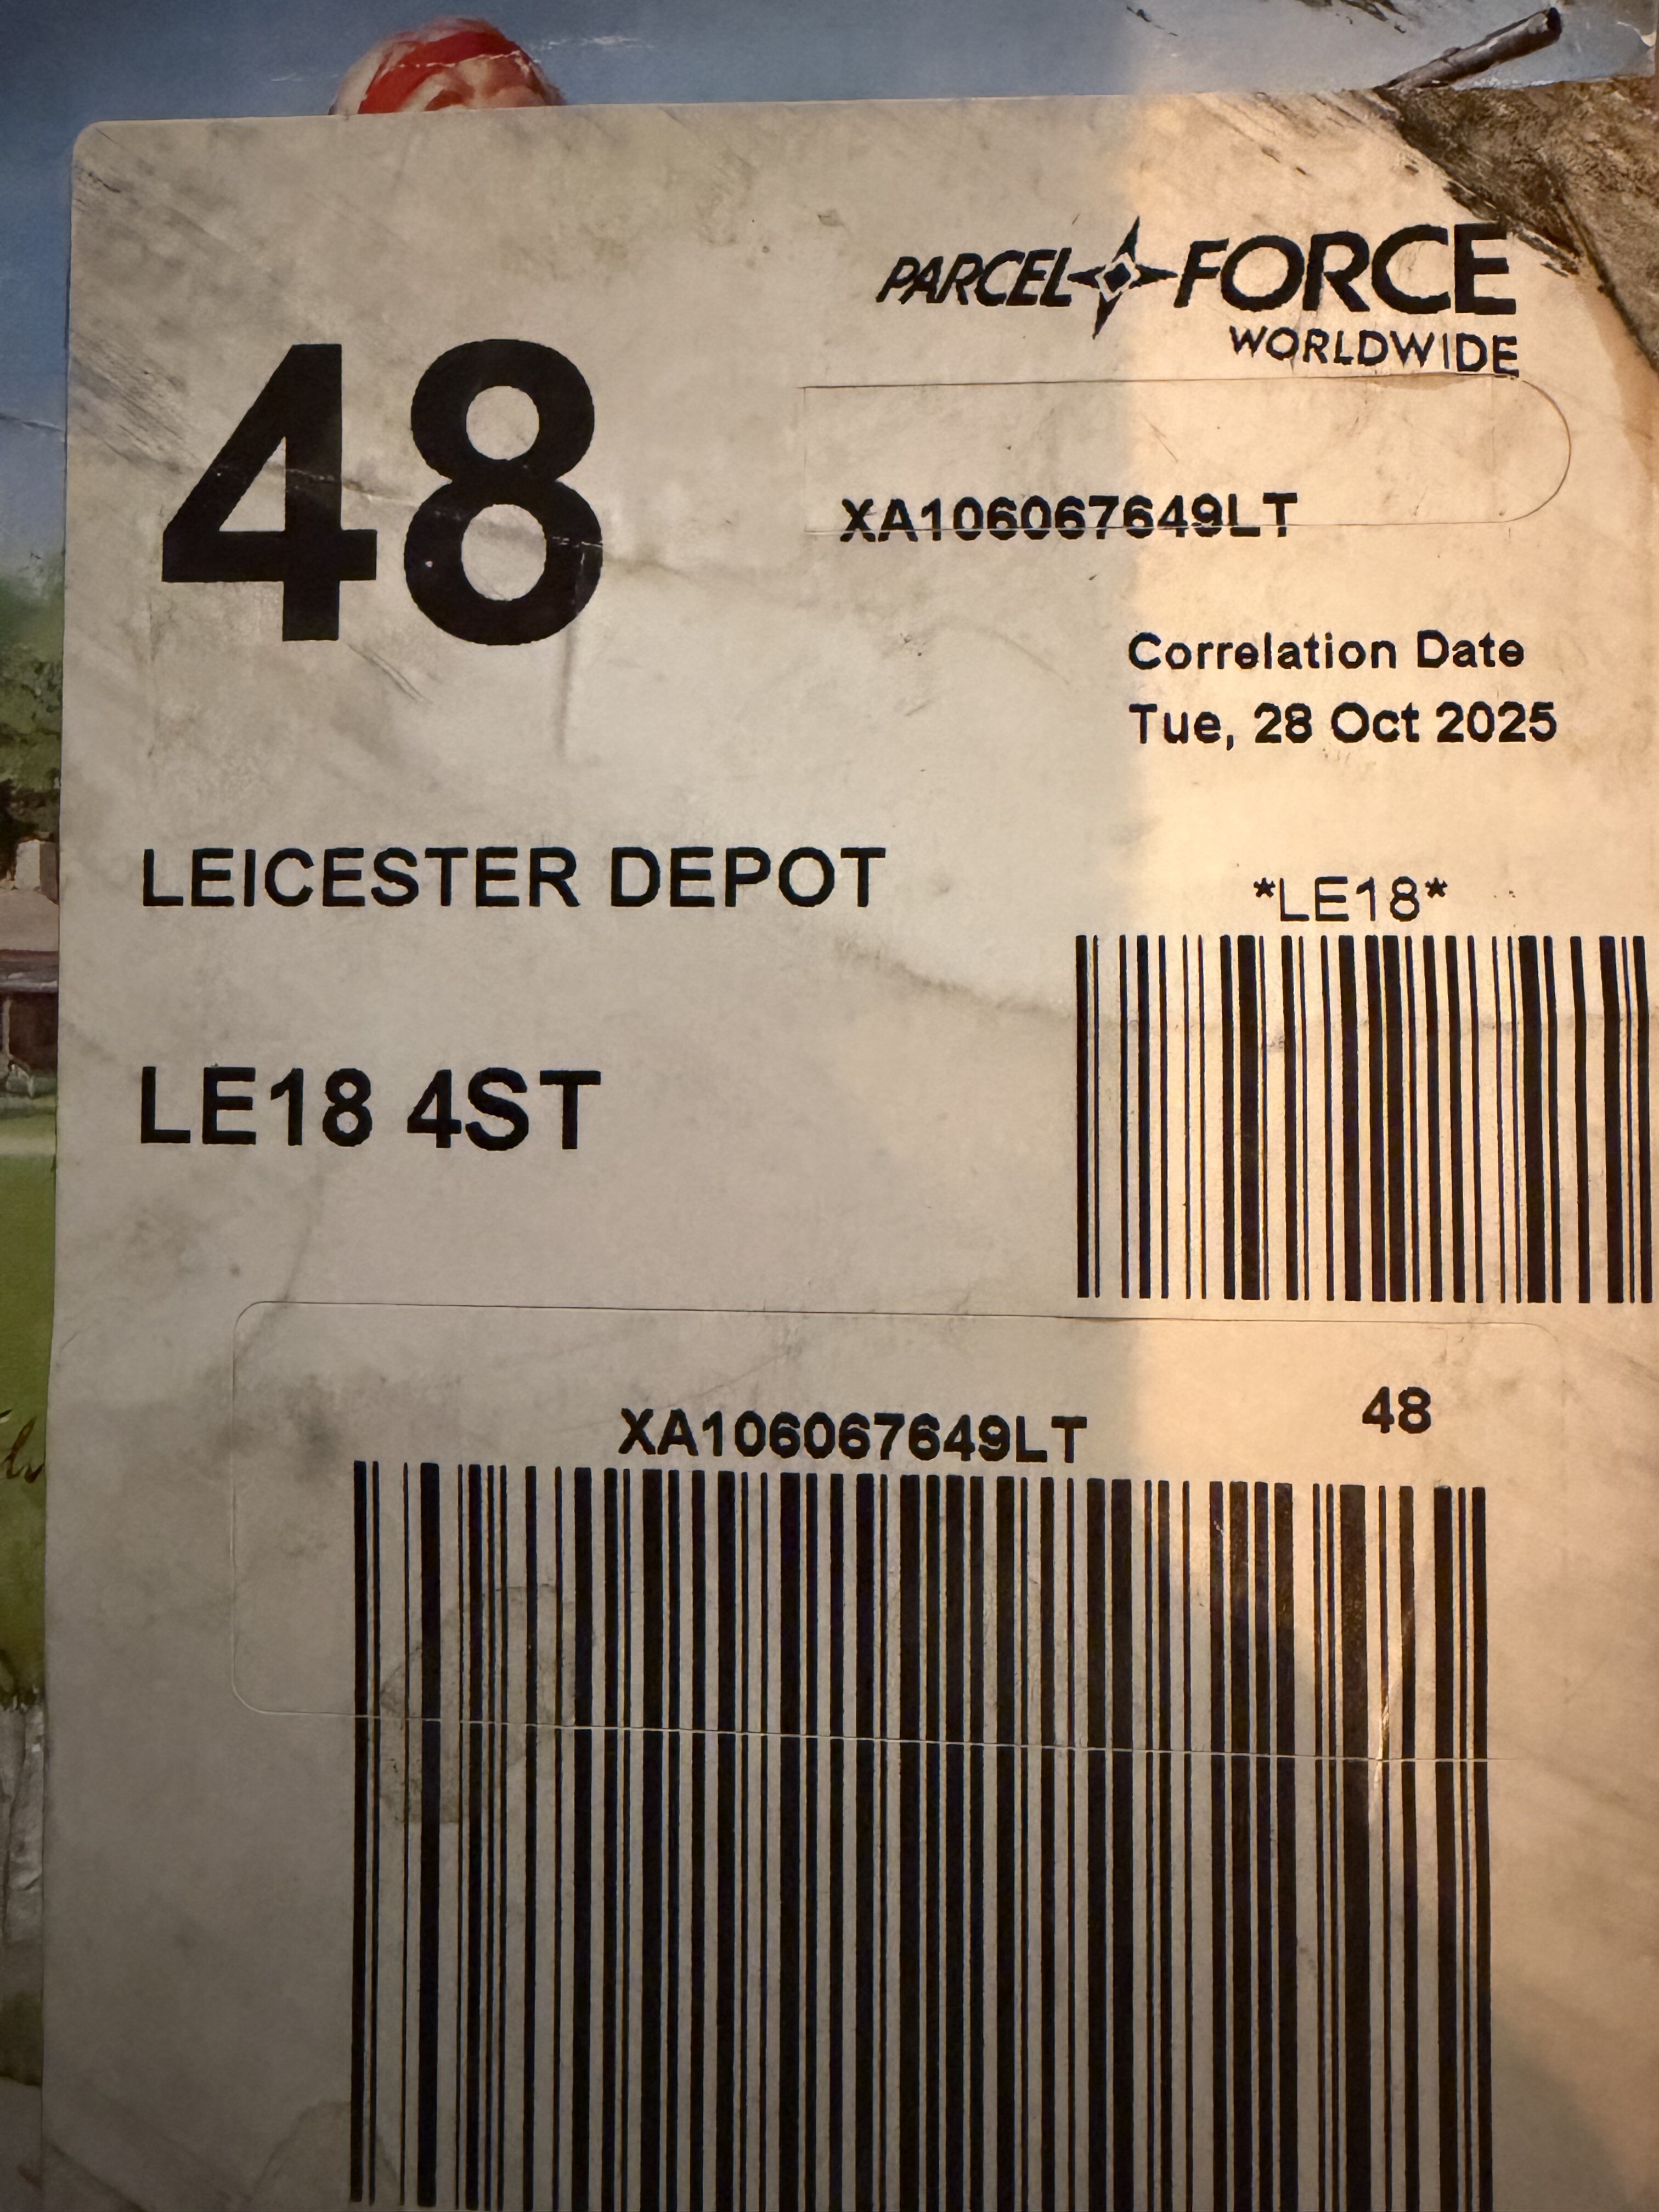 PARCEL FORCE
WORLDWIDE
48
XA106067649LT
Correlation Date
Tue, 28 Oct 2025
LEICESTER DEPOT
*LE18*
LE18 4ST
XA106067649LT
48